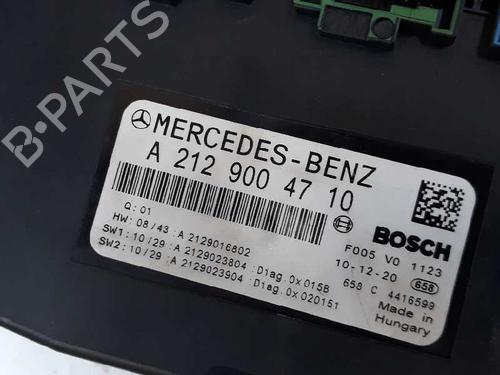 MERCEDES-BENZ
A 212 900 47 10
Q: 01
HW: 08/43: A 2129016802
SW1: 10/29: A 2129023804 :Diag.0x015B
SW2: 10/29: A 2129023904 :Diag.0x020151
BOSCH
F005 V0 1123
10-12-20 658
658 C 4416599
Made in
Hungary
B-PARTS